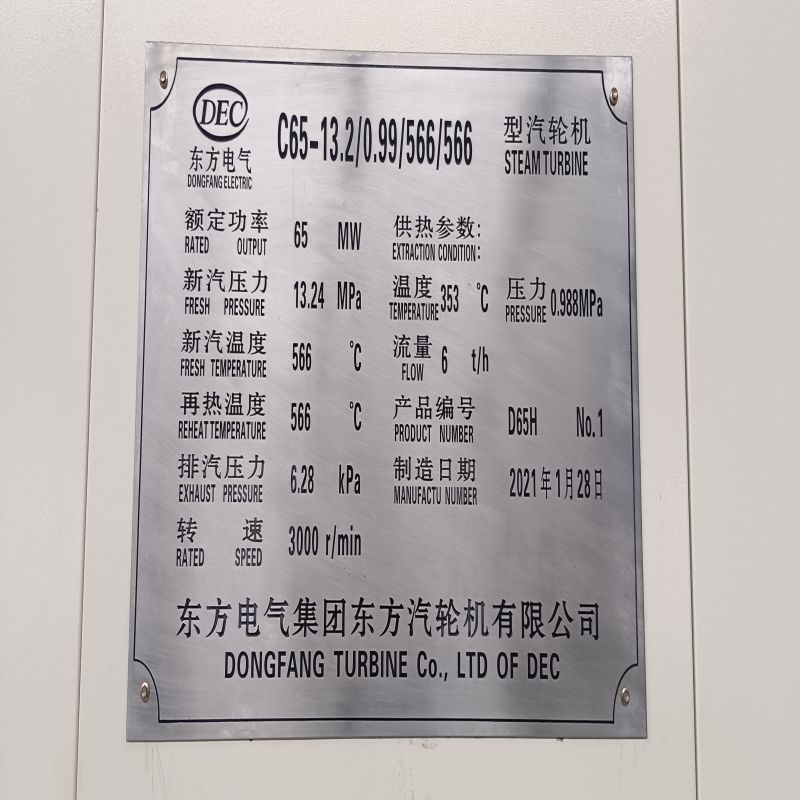 DEC
东方电气
DONGFANG ELECTRIC
C65-13.2/0.99/566/566 型汽轮机
STEAM TURBINE
额定功率 65 MW 供热参数:
RATED OUTPUT EXTRACTION CONDITION:
新汽压力 13.24 MPa 温度 353 °C 压力 0.988MPa
FRESH PRESSURE TEMPERATURE PRESSURE
新汽温度 566 °C 流量 6 t/h
FRESH TEMPERATURE FLOW
再热温度 566 °C 产品编号 D65H No.1
REHEAT TEMPERATURE PRODUCT NUMBER
排汽压力 6.28 kPa 制造日期 2021年1月28日
EXHAUST PRESSURE MANUFACTU NUMBER
转速 3000 r/min
RATED SPEED
东方电气集团东方汽轮机有限公司
DONGFANG TURBINE Co., LTD OF DEC